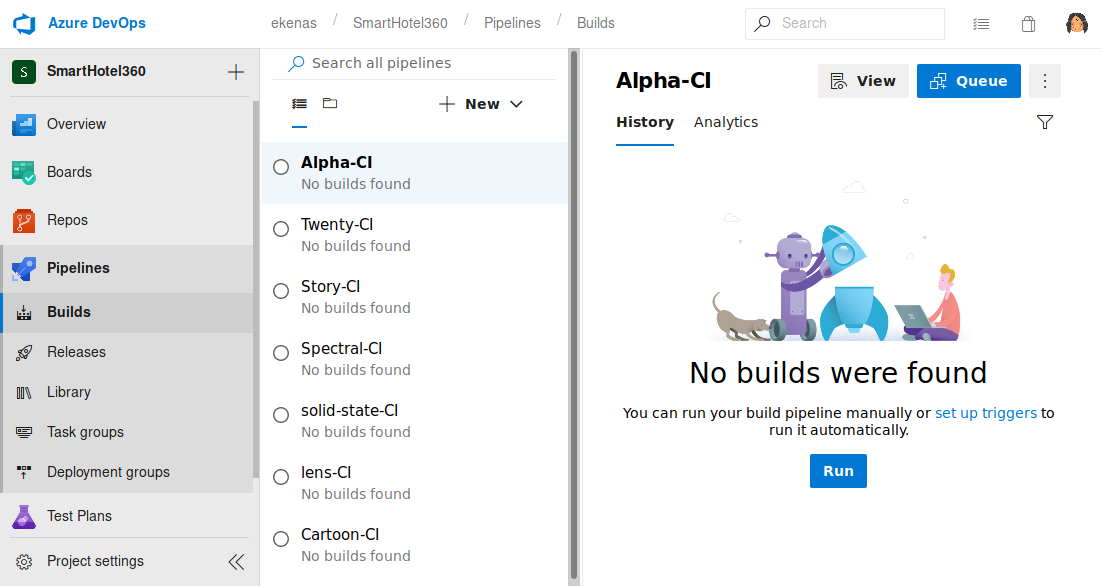 Azure DevOps
ekenas / SmartHotel360 / Pipelines / Builds
Search
S SmartHotel360
Overview
Boards
Repos
Pipelines
Builds
Releases
Library
Task groups
Deployment groups
Test Plans
Project settings
Search all pipelines
New
Alpha-CI
No builds found
Twenty-CI
No builds found
Story-CI
No builds found
Spectral-CI
No builds found
solid-state-CI
No builds found
lens-CI
No builds found
Cartoon-CI
No builds found
Alpha-CI
View
Queue
History Analytics
No builds were found
You can run your build pipeline manually or set up triggers to
run it automatically.
Run